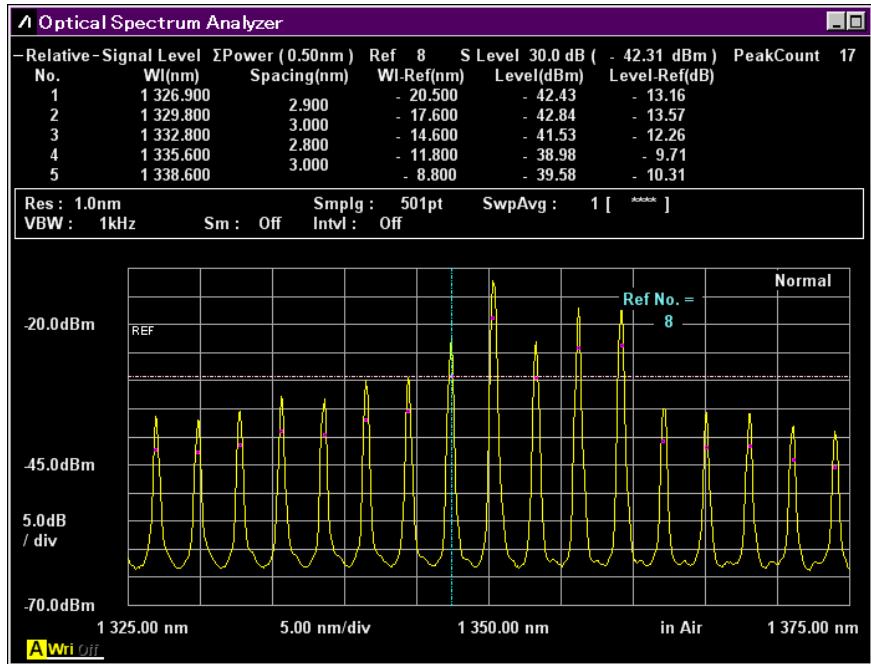 Optical Spectrum Analyzer
Relative-Signal Level ΣPower ( 0.50nm ) Ref 8 S Level 30.0 dB ( - 42.31 dBm ) PeakCount 17
No. Wl(nm) Spacing(nm) Wl-Ref(nm) Level(dBm) Level-Ref(dB)
1 1 326.900 - 20.500 - 42.43 - 13.16
2.900
2 1 329.800 - 17.600 - 42.84 - 13.57
3.000
3 1 332.800 - 14.600 - 41.53 - 12.26
2.800
4 1 335.600 - 11.800 - 38.98 - 9.71
3.000
5 1 338.600 - 8.800 - 39.58 - 10.31
Res : 1.0nm Smplg : 501pt SwpAvg : 1 [ **** ]
VBW : 1kHz Sm : Off Intvl : Off
Normal
Ref No. =
8
-20.0dBm
REF
-45.0dBm
5.0dB
/ div
-70.0dBm
1 325.00 nm 5.00 nm/div 1 350.00 nm in Air 1 375.00 nm
A Wri Off